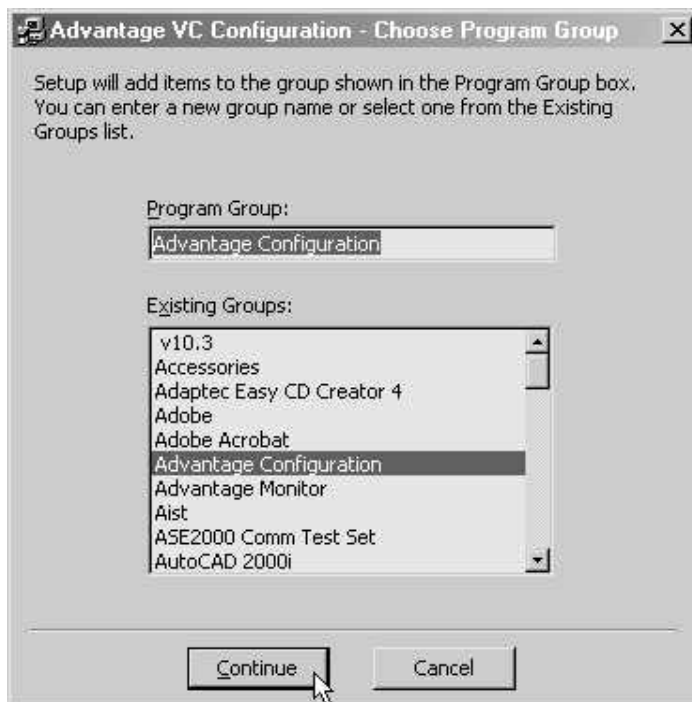 Advantage VC Configuration - Choose Program Group
Setup will add items to the group shown in the Program Group box.
You can enter a new group name or select one from the Existing
Groups list.
Program Group:
Advantage Configuration
Existing Groups:
v10.3
Accessories
Adaptec Easy CD Creator 4
Adobe
Adobe Acrobat
Advantage Configuration
Advantage Monitor
Aist
ASE2000 Comm Test Set
AutoCAD 2000i
Continue Cancel